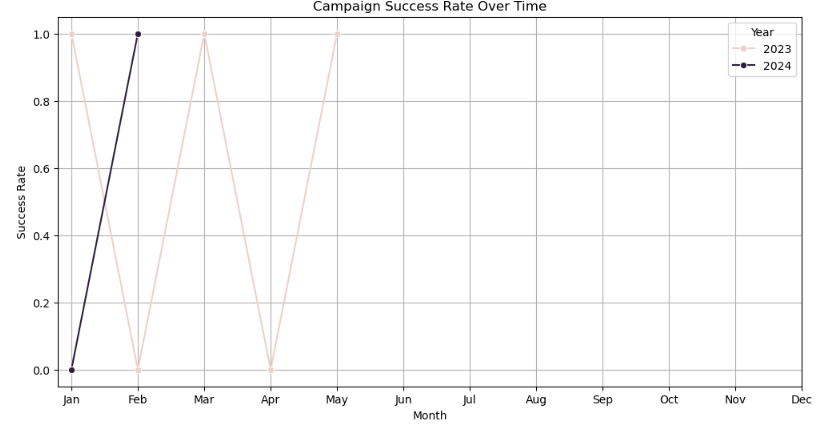 Campaign Success Rate Over Time
Year
2023
2024
Success Rate
1.0
0.8
0.6
0.4
0.2
0.0
Jan Feb Mar Apr May Jun Jul Aug Sep Oct Nov Dec
Month